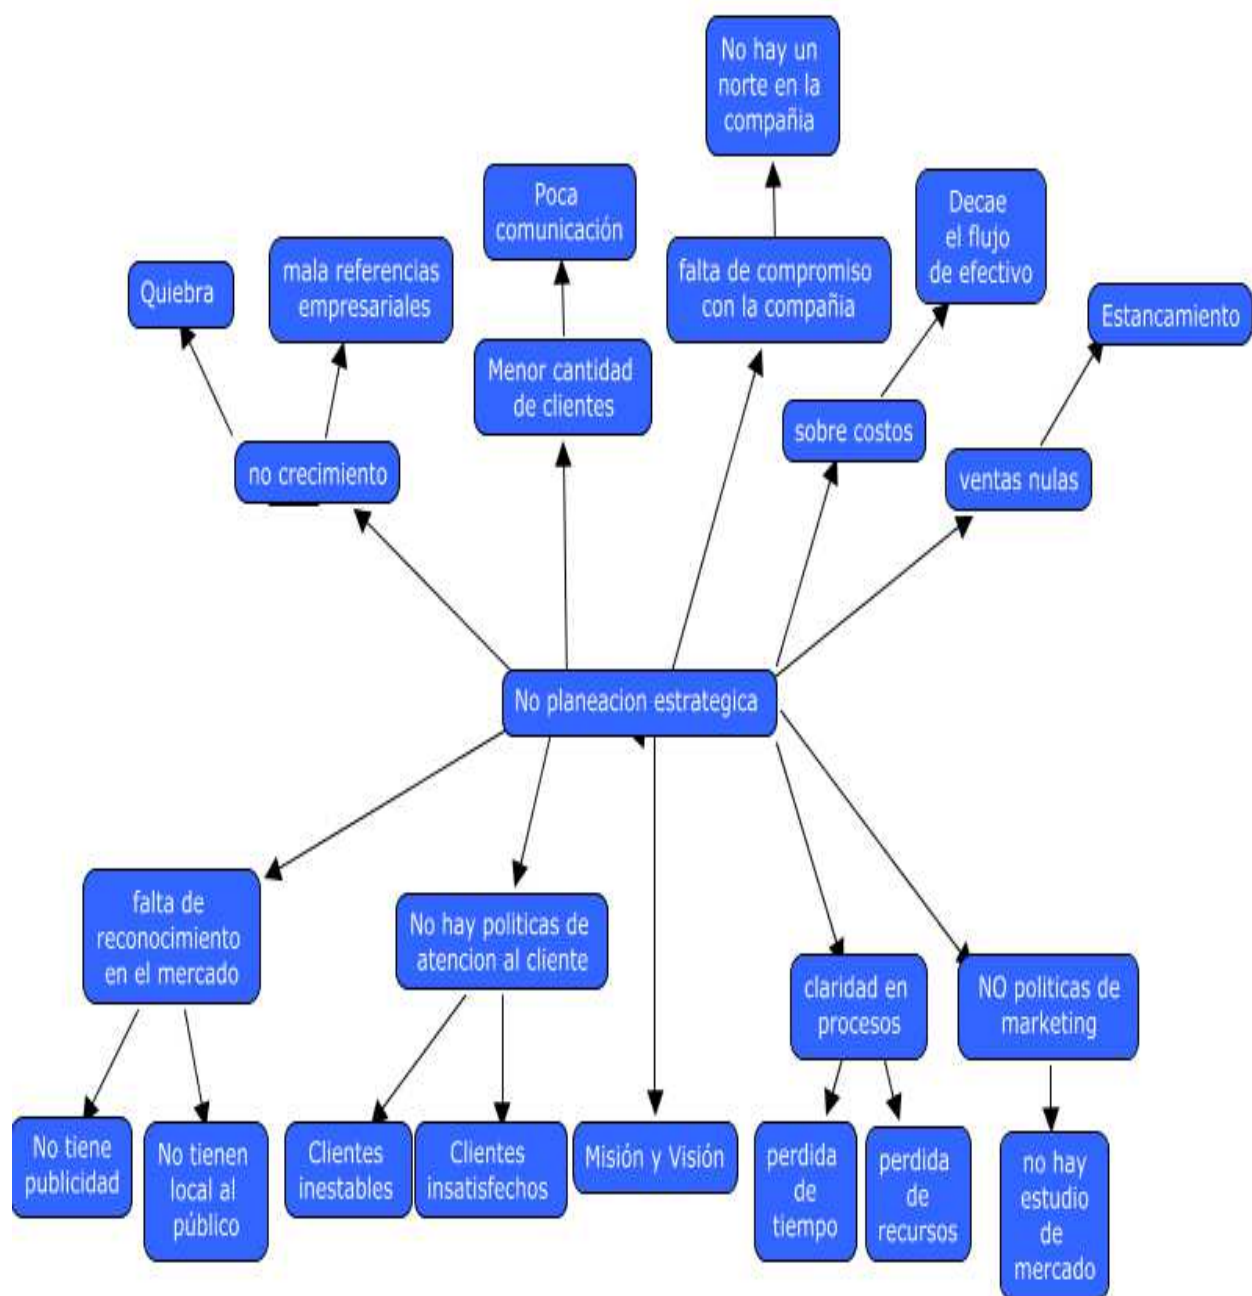 No hay un
norte en la
compañia
Poca
comunicación
Decae
el flujo
de efectivo
Quiebra
mala referencias
empresariales
falta de compromiso
con la compañia
Estancamiento
Menor cantidad
de clientes
sobre costos
no crecimiento
ventas nulas
No planeacion estrategica
falta de
reconocimiento
en el mercado
No hay politicas de
atencion al cliente
claridad en
procesos
NO politicas de
marketing
No tiene
publicidad
No tienen
local al
público
Clientes
inestables
Clientes
insatisfechos
Misión y Visión
perdida
de
tiempo
perdida
de
recursos
no hay
estudio
de
mercado